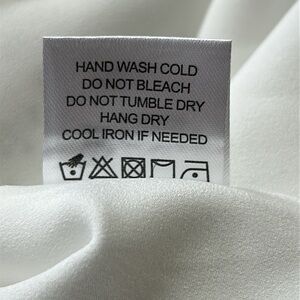 HAND WASH COLD
DO NOT BLEACH
DO NOT TUMBLE DRY
HANG DRY
COOL IRON IF NEEDED